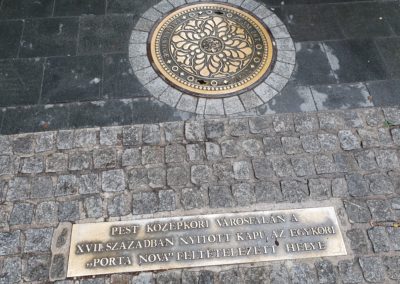 PEST KÖZÉPKORI VÁROSFALÁN A
XVII. SZÁZADBAN NYITOTT KAPU, AZ EGYKORI
„PORTA NOVA” FELTÉTELEZETT HELYE